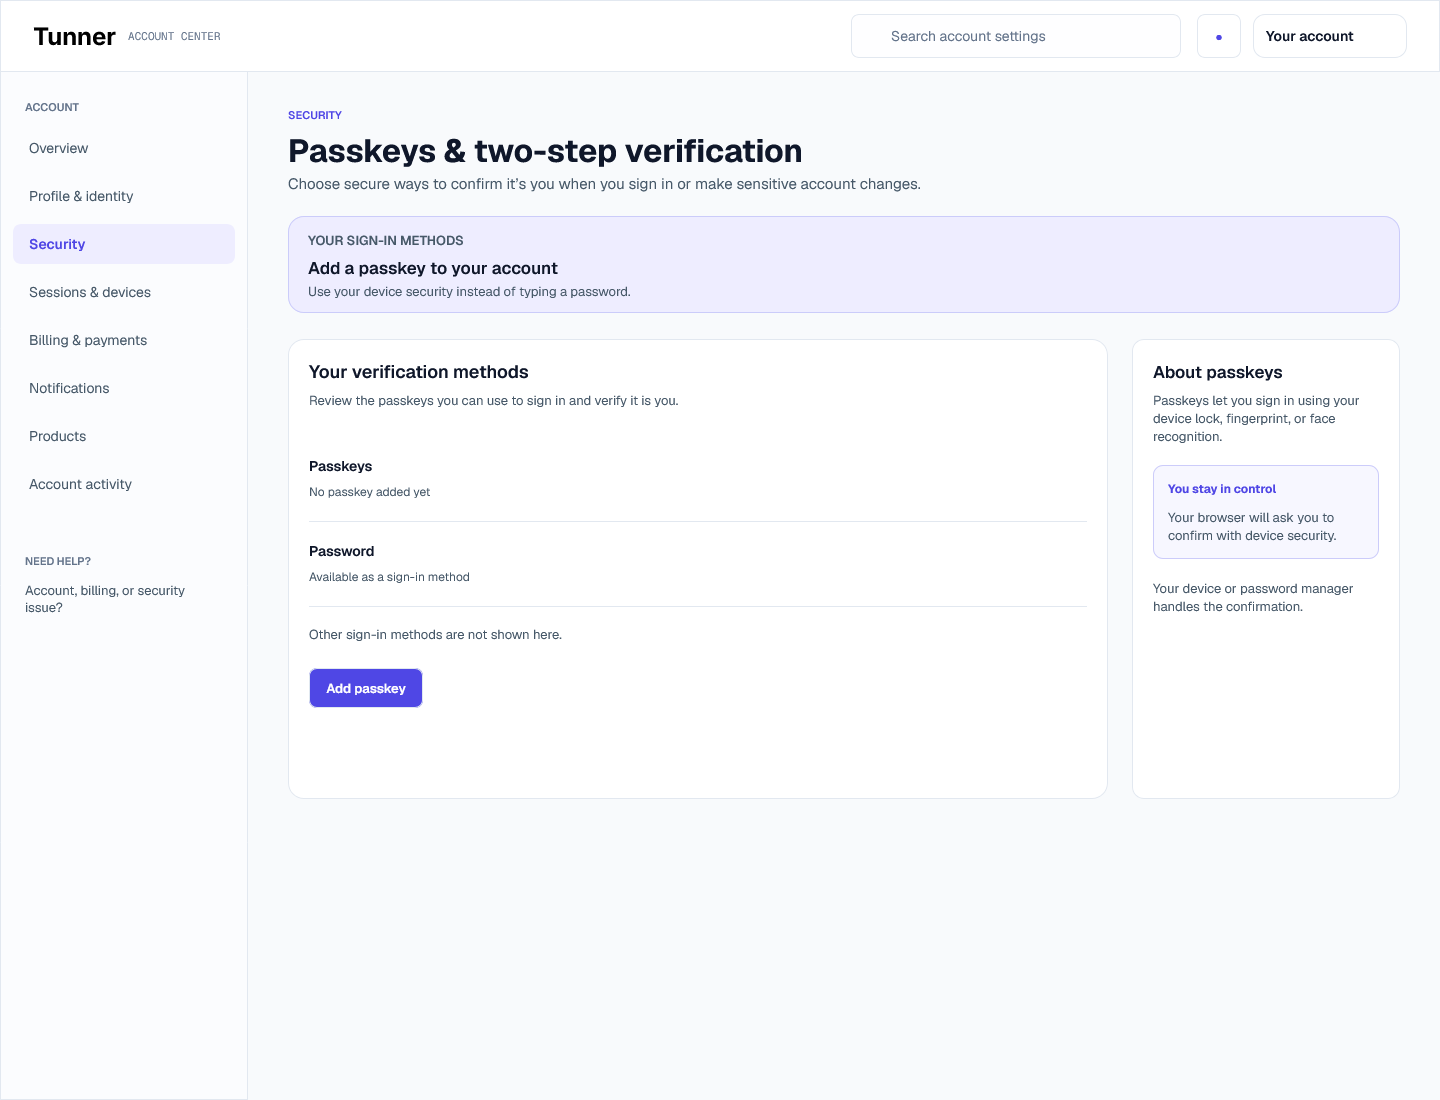 Tunner
ACCOUNT CENTER
Search account settings
Your account
ACCOUNT
Overview
Profile & identity
Security
Sessions & devices
Billing & payments
Notifications
Products
Account activity
NEED HELP?
Account, billing, or security
issue?
SECURITY
Passkeys & two-step verification
Choose secure ways to confirm it’s you when you sign in or make sensitive account changes.
YOUR SIGN-IN METHODS
Add a passkey to your account
Use your device security instead of typing a password.
Your verification methods
Review the passkeys you can use to sign in and verify it is you.
Passkeys
No passkey added yet
Password
Available as a sign-in method
Other sign-in methods are not shown here.
Add passkey
About passkeys
Passkeys let you sign in using your
device lock, fingerprint, or face
recognition.
You stay in control
Your browser will ask you to
confirm with device security.
Your device or password manager
handles the confirmation.